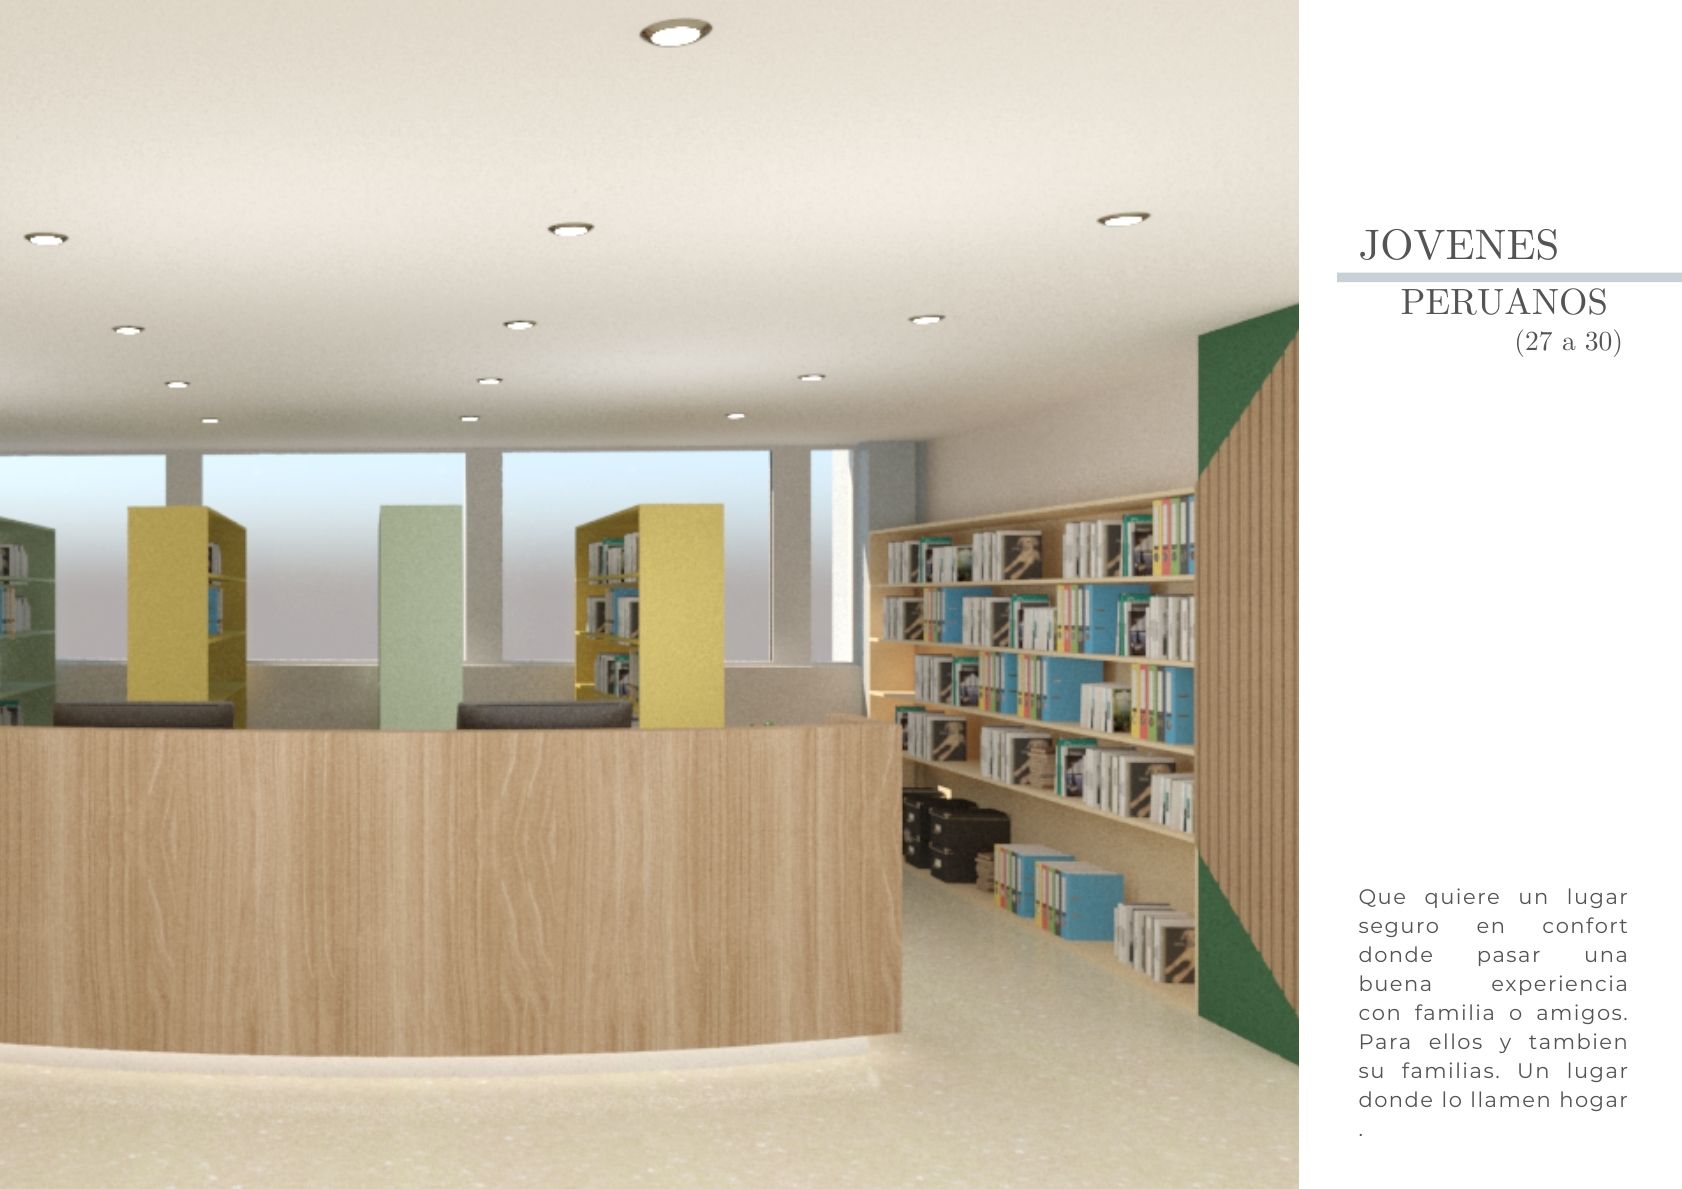 JOVENES
PERUANOS
(27 a 30)
Que quiere un lugar
seguro en confort
donde pasar una
buena experiencia
con familia o amigos.
Para ellos y tambien
su familias. Un lugar
donde lo llamen hogar
.